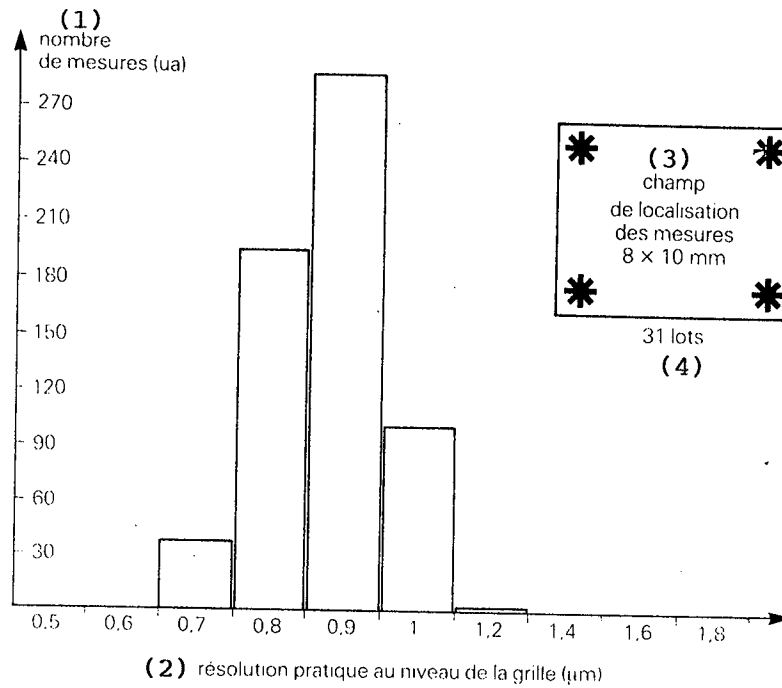 (1)
nombre
de mesures (ua)
270
240
210
180
150
120
90
60
30
(3)
champ
de localisation
des mesures
8 × 10 mm
31 lots
(4)
0,5 0,6 0,7 0,8 0,9 1 1,2 1,4 1,6 1,8
(2) résolution pratique au niveau de la grille (µm)